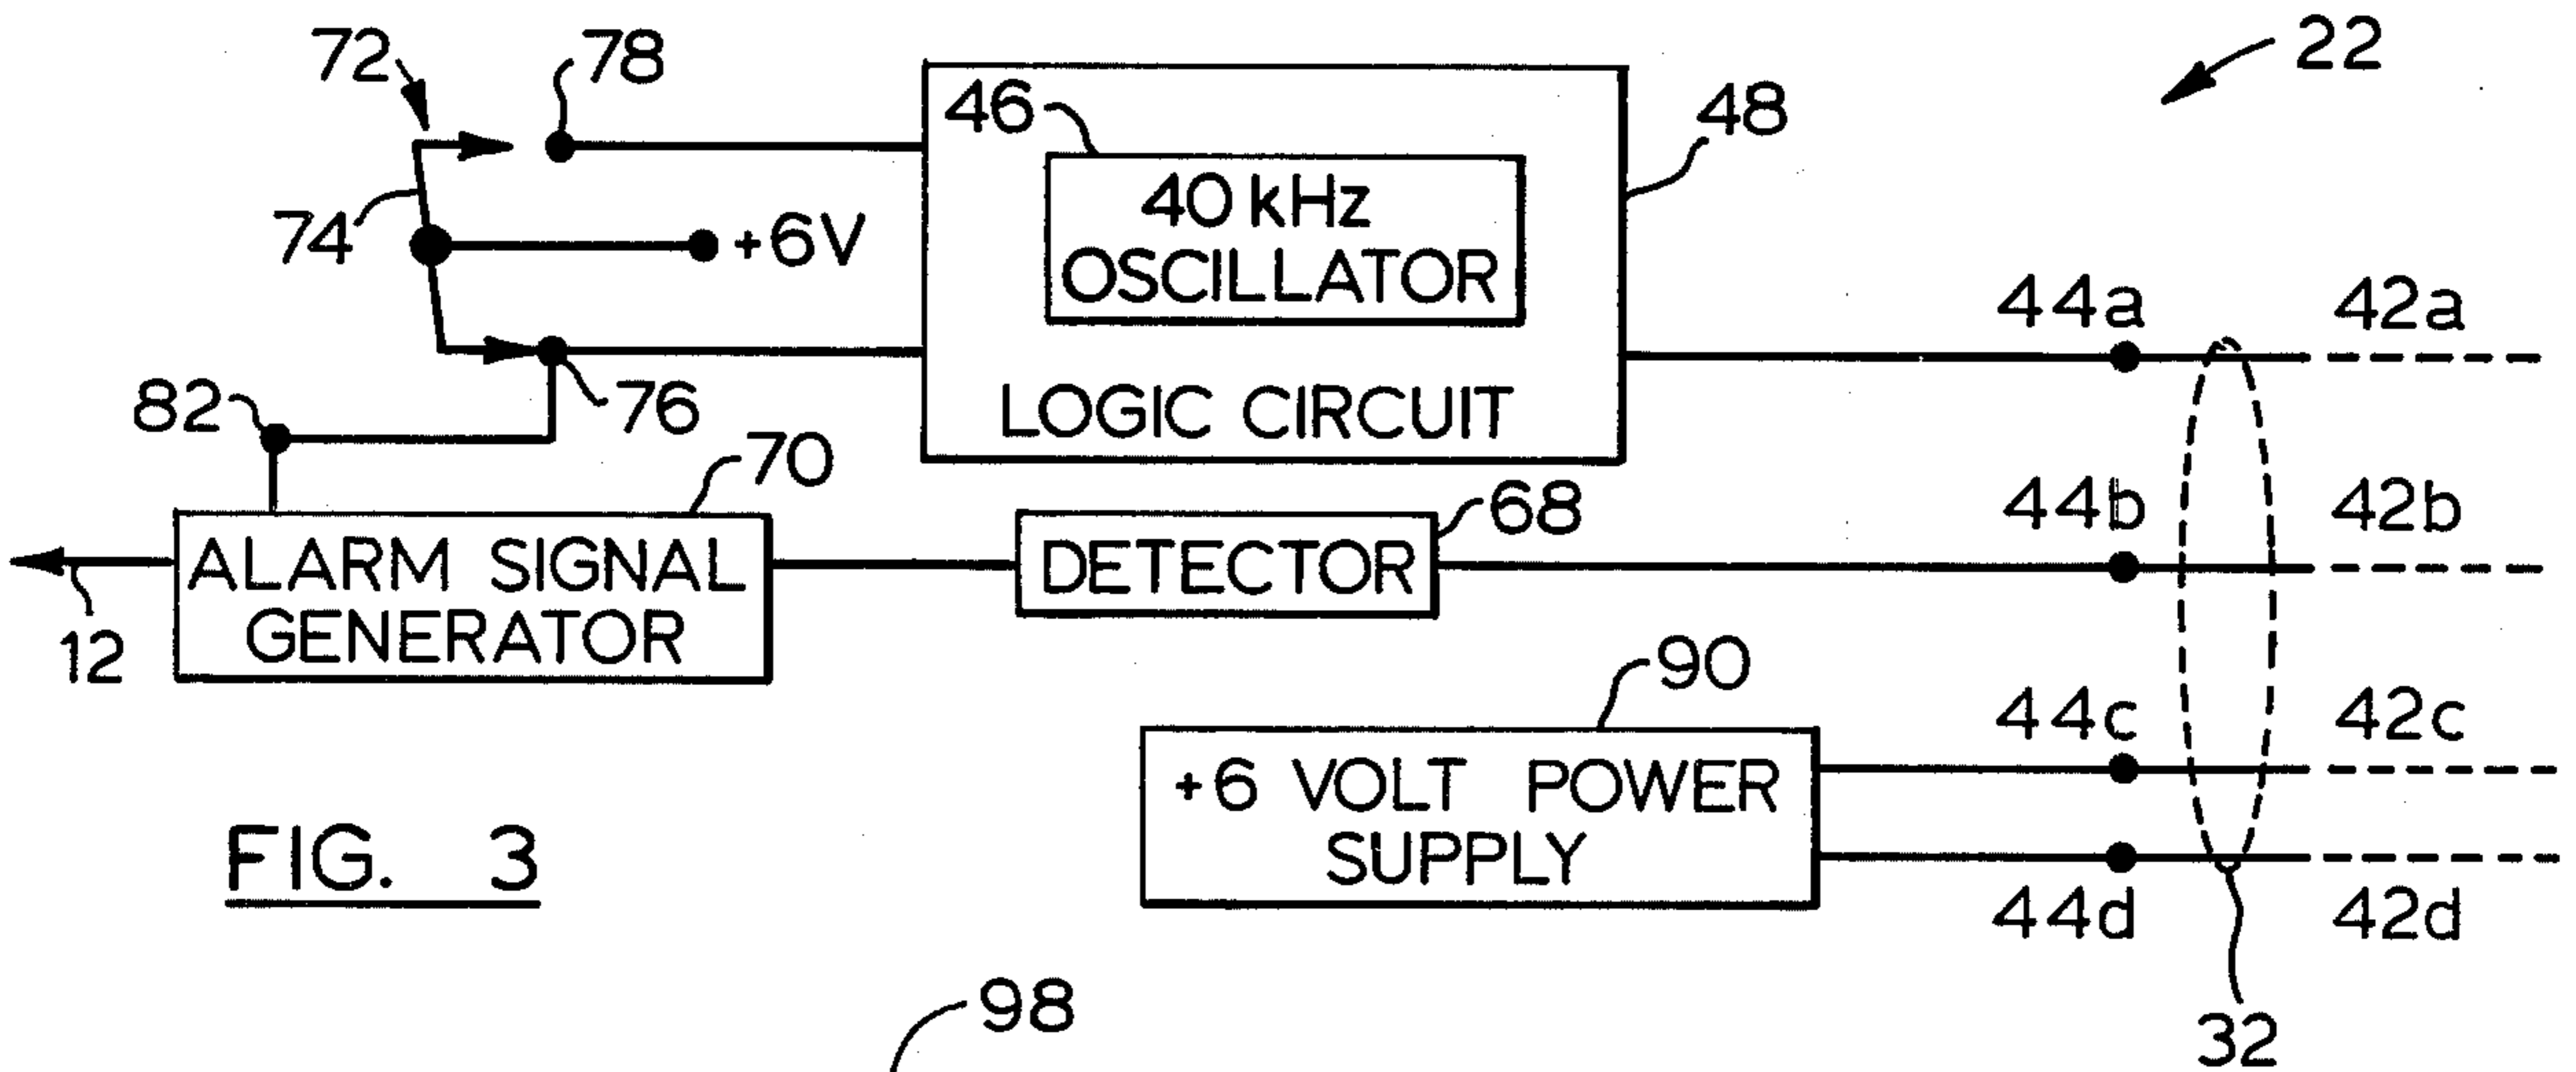 72
78
22
46
48
40 kHz
OSCILLATOR
74
+6V
44a
42a
LOGIC CIRCUIT
82
76
70
68
44b
42b
ALARM SIGNAL
GENERATOR
DETECTOR
12
90
44c
42c
+6 VOLT POWER
SUPPLY
FIG. 3
44d
42d
98
32